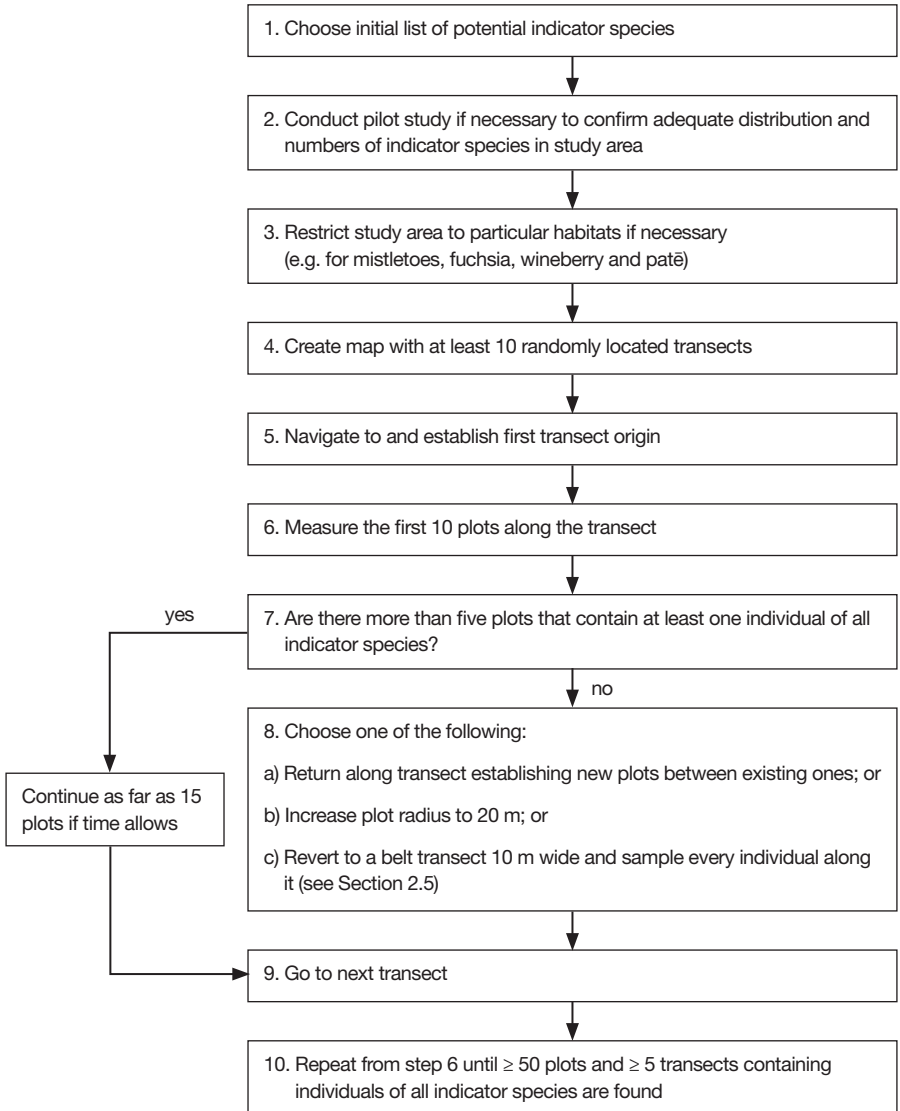 1. Choose initial list of potential indicator species
2. Conduct pilot study if necessary to confirm adequate distribution and
numbers of indicator species in study area
3. Restrict study area to particular habitats if necessary
(e.g. for mistletoes, fuchsia, wineberry and patē)
4. Create map with at least 10 randomly located transects
5. Navigate to and establish first transect origin
6. Measure the first 10 plots along the transect
7. Are there more than five plots that contain at least one individual of all
indicator species?
yes
no
8. Choose one of the following:
a) Return along transect establishing new plots between existing ones; or
b) Increase plot radius to 20 m; or
c) Revert to a belt transect 10 m wide and sample every individual along
it (see Section 2.5)
Continue as far as 15
plots if time allows
9. Go to next transect
10. Repeat from step 6 until ≥ 50 plots and ≥ 5 transects containing
individuals of all indicator species are found